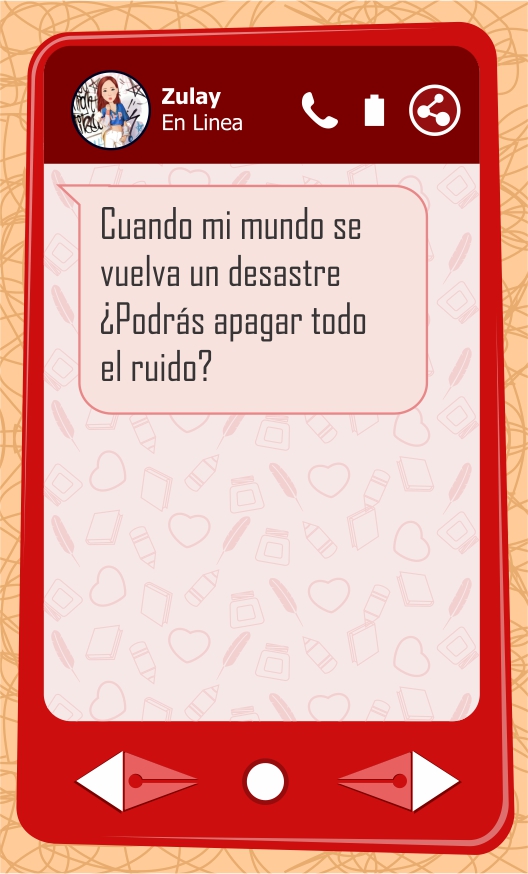 Zulay
En Linea
Cuando mi mundo se
vuelva un desastre
¿Podrás apagar todo
el ruido?